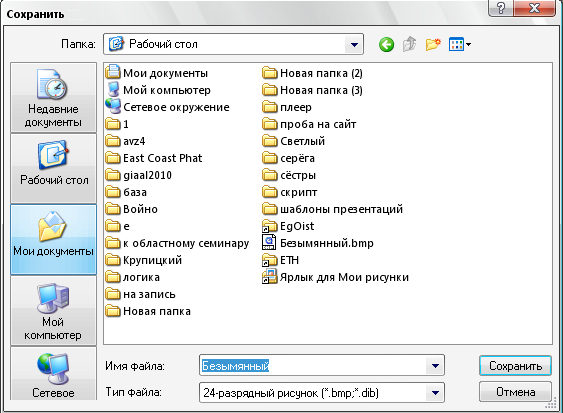 Сохранить
Папка: Рабочий стол
Недавние
документы
Рабочий стол
Мои документы
Мой
компьютер
Сетевое
Мои документы
Мой компьютер
Сетевое окружение
1
avz4
East Coast Phat
giaal2010
база
Война
е
к областному семинару
Крупицкий
логика
на запись
Новая папка
Новая папка (2)
Новая папка (3)
плеер
проба на сайт
Светлый
серёга
сёстры
скрипт
шаблоны презентаций
EgOist
Безымянный.bmp
ETH
Ярлык для Мои рисунки
Имя файла: Безымянный
Сохранить
Тип файла: 24-разрядный рисунок (*.bmp;*.dib)
Отмена